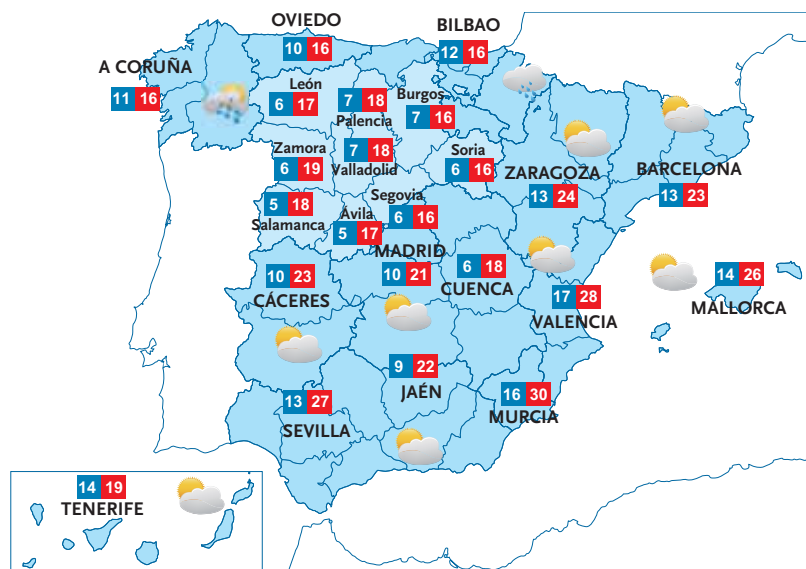 OVIEDO
10 16
BILBAO
12 16
A CORUÑA
11 16
León
6 17
7 18
Palencia
Burgos
7 16
Zamora
6 19
7 18
Valladolid
Soria
6 16
ZARAGOZA
13 24
BARCELONA
13 23
5 18
Salamanca
Ávila
5 17
Segovia
6 16
MADRID
10 21
6 18
CUENCA
10 23
CÁCERES
17 28
VALENCIA
14 26
MALLORCA
9 22
JAÉN
16 30
MURCIA
13 27
SEVILLA
14 19
TENERIFE